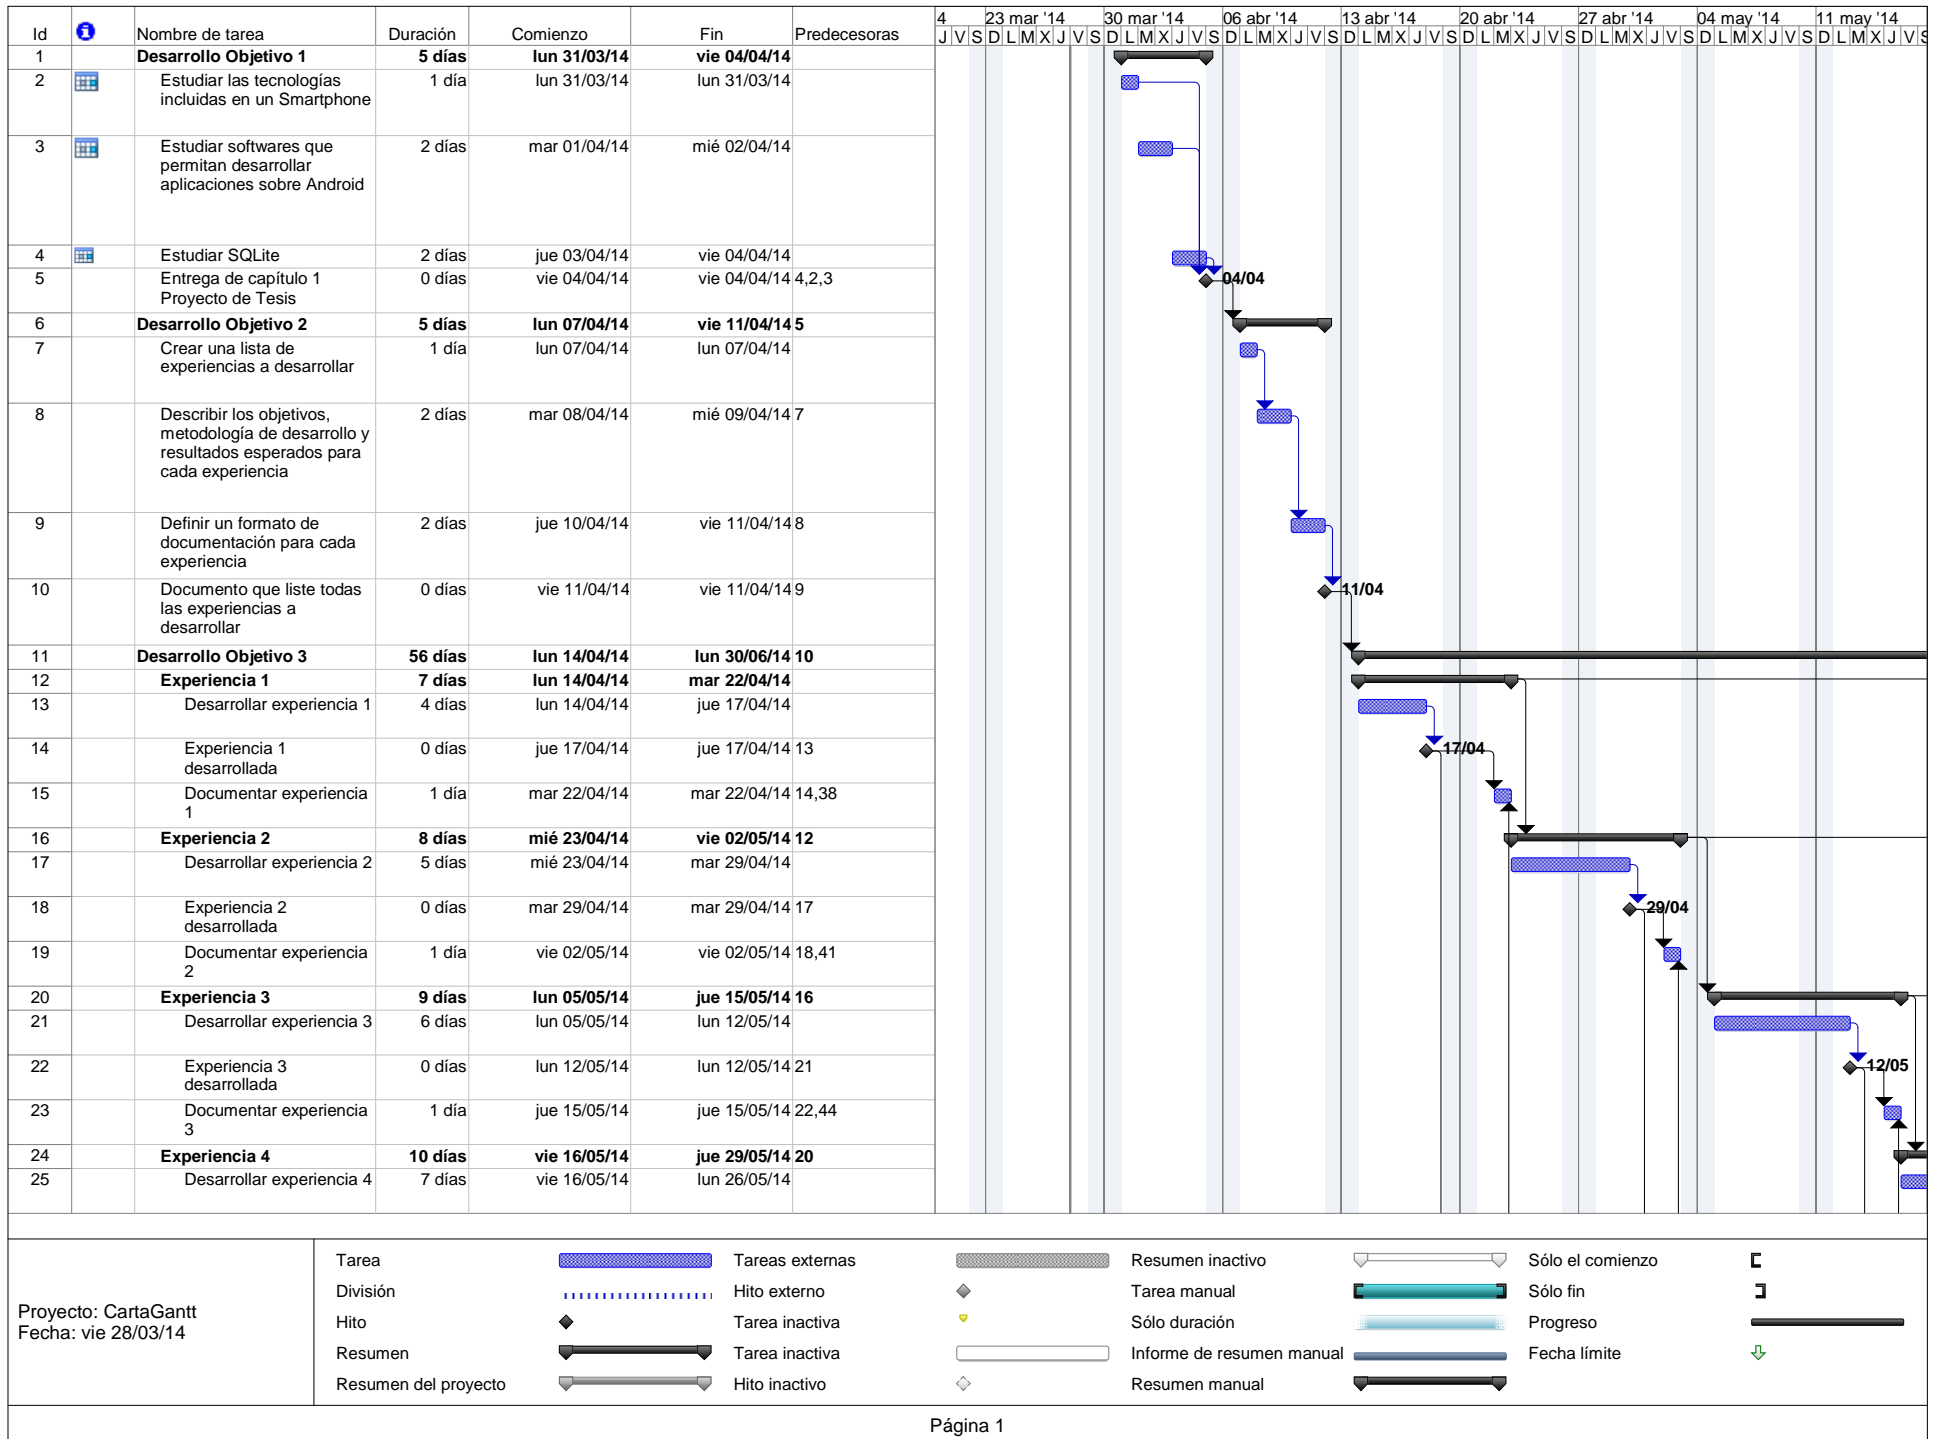 4 23 mar '14 30 mar '14 06 abr '14 13 abr '14 20 abr '14 27 abr '14 04 may '14 11 may '14
Id Nombre de tarea Duración Comienzo Fin Predecesoras J V S D L M X J V S D L M X J V S D L M X J V S D L M X J V S D L M X J V S D L M X J V S D L M X J V S D L M X J V S
1 Desarrollo Objetivo 1 5 días lun 31/03/14 vie 04/04/14
2 Estudiar las tecnologías 1 día lun 31/03/14 lun 31/03/14
incluidas en un Smartphone
3 Estudiar softwares que 2 días mar 01/04/14 mié 02/04/14
permitan desarrollar
aplicaciones sobre Android
4 Estudiar SQLite 2 días jue 03/04/14 vie 04/04/14
5 Entrega de capítulo 1 0 días vie 04/04/14 vie 04/04/14 4,2,3 04/04
Proyecto de Tesis
6 Desarrollo Objetivo 2 5 días lun 07/04/14 vie 11/04/14 5
7 Crear una lista de 1 día lun 07/04/14 lun 07/04/14
experiencias a desarrollar
8 Describir los objetivos, 2 días mar 08/04/14 mié 09/04/14 7
metodología de desarrollo y
resultados esperados para
cada experiencia
9 Definir un formato de 2 días jue 10/04/14 vie 11/04/14 8
documentación para cada
experiencia
10 Documento que liste todas 0 días vie 11/04/14 vie 11/04/14 9 11/04
las experiencias a
desarrollar
11 Desarrollo Objetivo 3 56 días lun 14/04/14 lun 30/06/14 10
12 Experiencia 1 7 días lun 14/04/14 mar 22/04/14
13 Desarrollar experiencia 1 4 días lun 14/04/14 jue 17/04/14
14 Experiencia 1 0 días jue 17/04/14 jue 17/04/14 13 17/04
desarrollada
15 Documentar experiencia 1 día mar 22/04/14 mar 22/04/14 14,38
1
16 Experiencia 2 8 días mié 23/04/14 vie 02/05/14 12
17 Desarrollar experiencia 2 5 días mié 23/04/14 mar 29/04/14
18 Experiencia 2 0 días mar 29/04/14 mar 29/04/14 17 29/04
desarrollada
19 Documentar experiencia 1 día vie 02/05/14 vie 02/05/14 18,41
2
20 Experiencia 3 9 días lun 05/05/14 jue 15/05/14 16
21 Desarrollar experiencia 3 6 días lun 05/05/14 lun 12/05/14
22 Experiencia 3 0 días lun 12/05/14 lun 12/05/14 21 12/05
desarrollada
23 Documentar experiencia 1 día jue 15/05/14 jue 15/05/14 22,44
3
24 Experiencia 4 10 días vie 16/05/14 jue 29/05/14 20
25 Desarrollar experiencia 4 7 días vie 16/05/14 lun 26/05/14
Proyecto: CartaGantt
Fecha: vie 28/03/14
Tarea Tareas externas Resumen inactivo Sólo el comienzo
División Hito externo Tarea manual Sólo fin
Hito Tarea inactiva Sólo duración Progreso
Resumen Tarea inactiva Informe de resumen manual Fecha límite
Resumen del proyecto Hito inactivo Resumen manual
Página 1